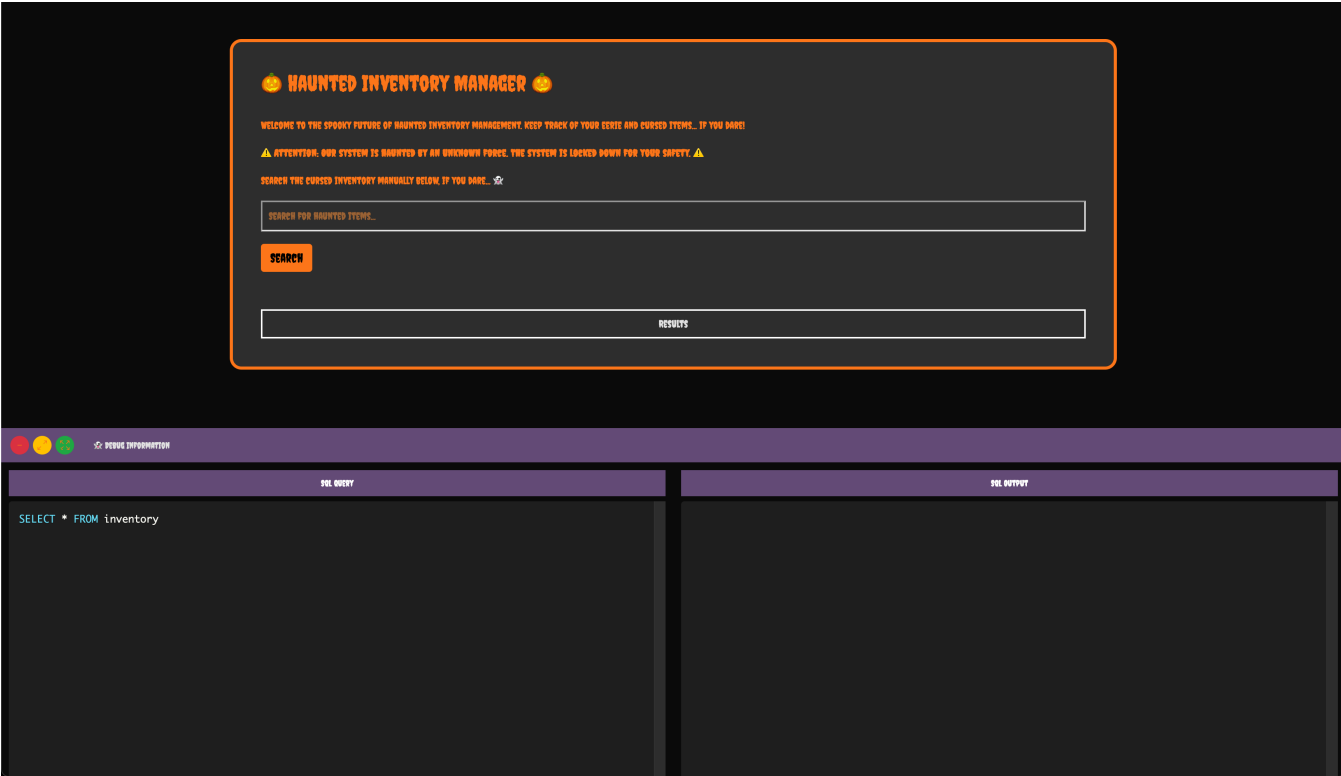 HAUNTED INVENTORY MANAGER
WELCOME TO THE SPOOKY FUTURE OF HAUNTED INVENTORY MANAGEMENT. KEEP TRACK OF YOUR EERIE AND CURSED ITEMS... IF YOU DARE!
ATTENTION: OUR SYSTEM IS HAUNTED BY AN UNKNOWN FORCE. THE SYSTEM IS LOCKED DOWN FOR YOUR SAFETY.
SEARCH THE CURSED INVENTORY MANUALLY BELOW, IF YOU DARE...
SEARCH FOR HAUNTED ITEMS...
SEARCH
RESULTS
DEBUG INFORMATION
SQL QUERY
SQL OUTPUT
SELECT * FROM inventory